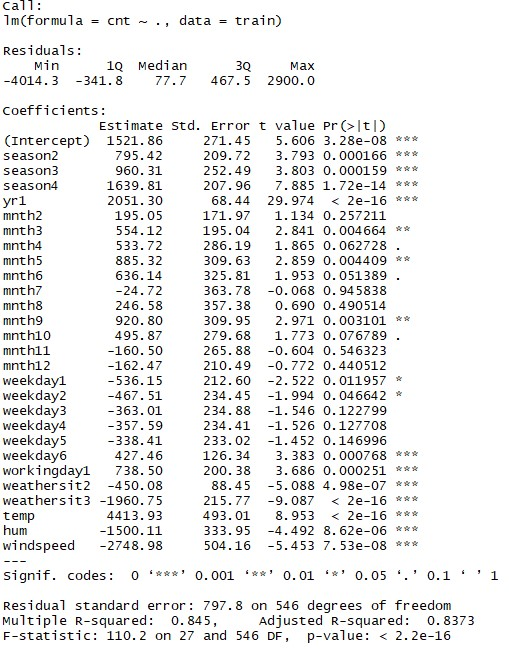 Call:
lm(formula = cnt ~ ., data = train)
Residuals:
Min 1Q Median 3Q Max
-4014.3 -341.8 77.7 467.5 2900.0
Coefficients:
Estimate Std. Error t value Pr(>|t|)
(Intercept) 1521.86 271.45 5.606 3.28e-08 ***
season2 795.42 209.72 3.793 0.000166 ***
season3 960.31 252.49 3.803 0.000159 ***
season4 1639.81 207.96 7.885 1.72e-14 ***
yr1 2051.30 68.44 29.974 < 2e-16 ***
mnth2 195.05 171.97 1.134 0.257211
mnth3 554.12 195.04 2.841 0.004664 **
mnth4 533.72 286.19 1.865 0.062728 .
mnth5 885.32 309.63 2.859 0.004409 **
mnth6 636.14 325.81 1.953 0.051389 .
mnth7 -24.72 363.78 -0.068 0.945838
mnth8 246.58 357.38 0.690 0.490514
mnth9 920.80 309.95 2.971 0.003101 **
mnth10 495.87 279.68 1.773 0.076789 .
mnth11 -160.50 265.88 -0.604 0.546323
mnth12 -162.47 210.49 -0.772 0.440512
weekday1 -536.15 212.60 -2.522 0.011957 *
weekday2 -467.51 234.45 -1.994 0.046642 *
weekday3 -363.01 234.88 -1.546 0.122799
weekday4 -357.59 234.41 -1.526 0.127708
weekday5 -338.41 233.02 -1.452 0.146996
weekday6 427.46 126.34 3.383 0.000768 ***
workingday1 738.50 200.38 3.686 0.000251 ***
weathersit2 -450.08 88.45 -5.088 4.98e-07 ***
weathersit3 -1960.75 215.77 -9.087 < 2e-16 ***
temp 4413.93 493.01 8.953 < 2e-16 ***
hum -1500.11 333.95 -4.492 8.62e-06 ***
windspeed -2748.98 504.16 -5.453 7.53e-08 ***
---
Signif. codes: 0 ‘***’ 0.001 ‘**’ 0.01 ‘*’ 0.05 ‘.’ 0.1 ‘ ’ 1
Residual standard error: 797.8 on 546 degrees of freedom
Multiple R-squared: 0.845, Adjusted R-squared: 0.8373
F-statistic: 110.2 on 27 and 546 DF, p-value: < 2.2e-16